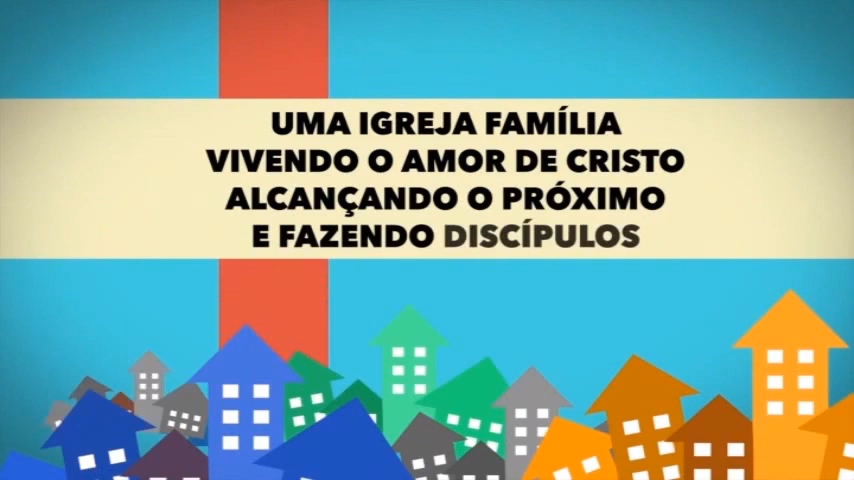 UMA IGREJA FAMÍLIA
VIVENDO O AMOR DE CRISTO
ALCANÇANDO O PRÓXIMO
E FAZENDO DISCÍPULOS